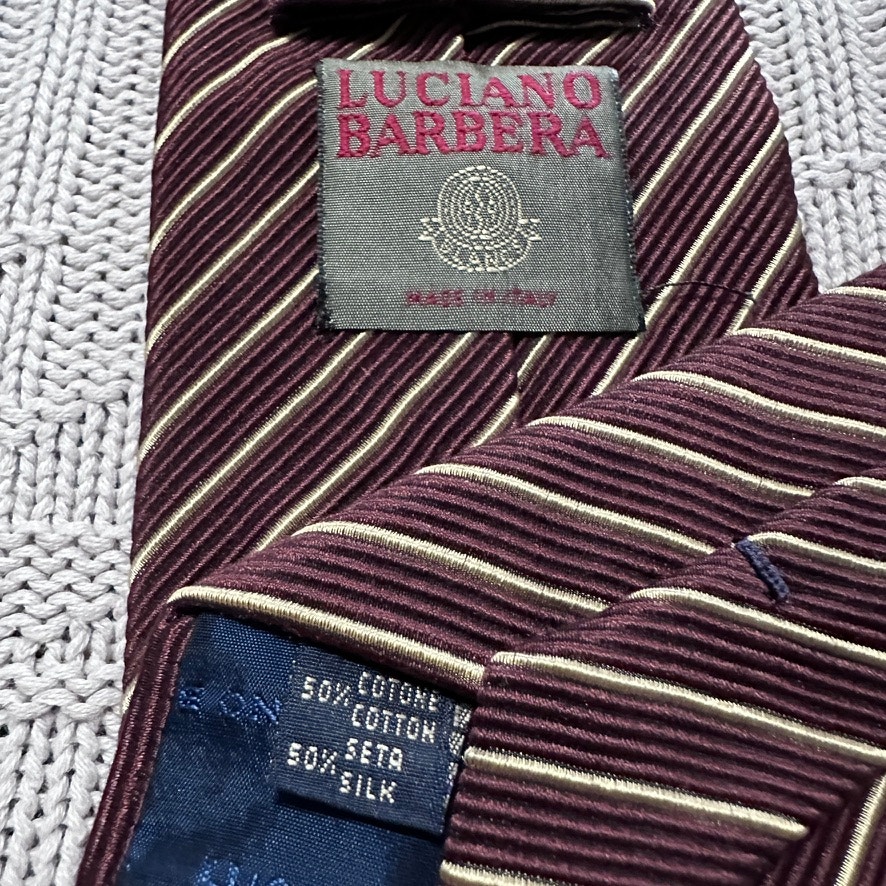 LUCIANO
BARBERA
MADE IN ITALY
50% COTONE
COTTON
50% SETA
SILK